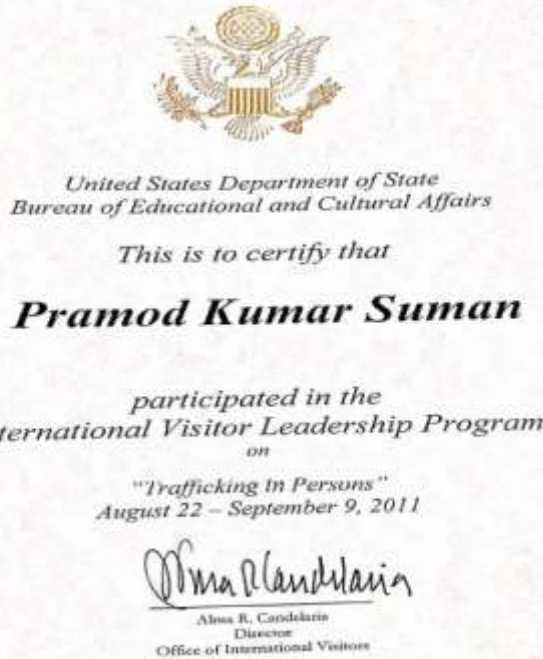 United States Department of State
Bureau of Educational and Cultural Affairs
This is to certify that
Pramod Kumar Suman
participated in the
ternational Visitor Leadership Program
on
"Trafficking in Persons"
August 22 – September 9, 2011
Alma R. Candelaria
Director
Office of International Visitors